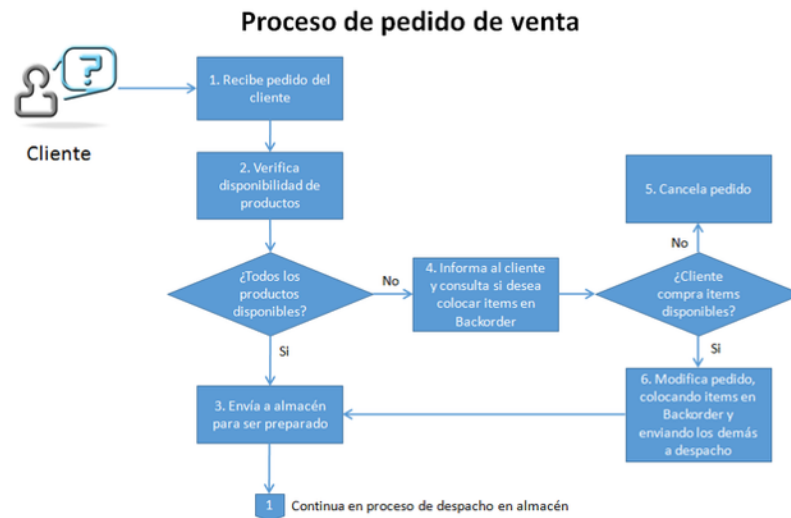 Proceso de pedido de venta
Cliente
1. Recibe pedido del
cliente
2. Verifica
disponibilidad de
productos
¿Todos los
productos
disponibles?
No
Si
4. Informa al cliente
y consulta si desea
colocar items en
Backorder
¿Cliente
compra items
disponibles?
No
Si
5. Cancela pedido
6. Modifica pedido,
colocando items en
Backorder y
enviando los demás
a despacho
3. Envía a almacén
para ser preparado
1
Continua en proceso de despacho en almacén